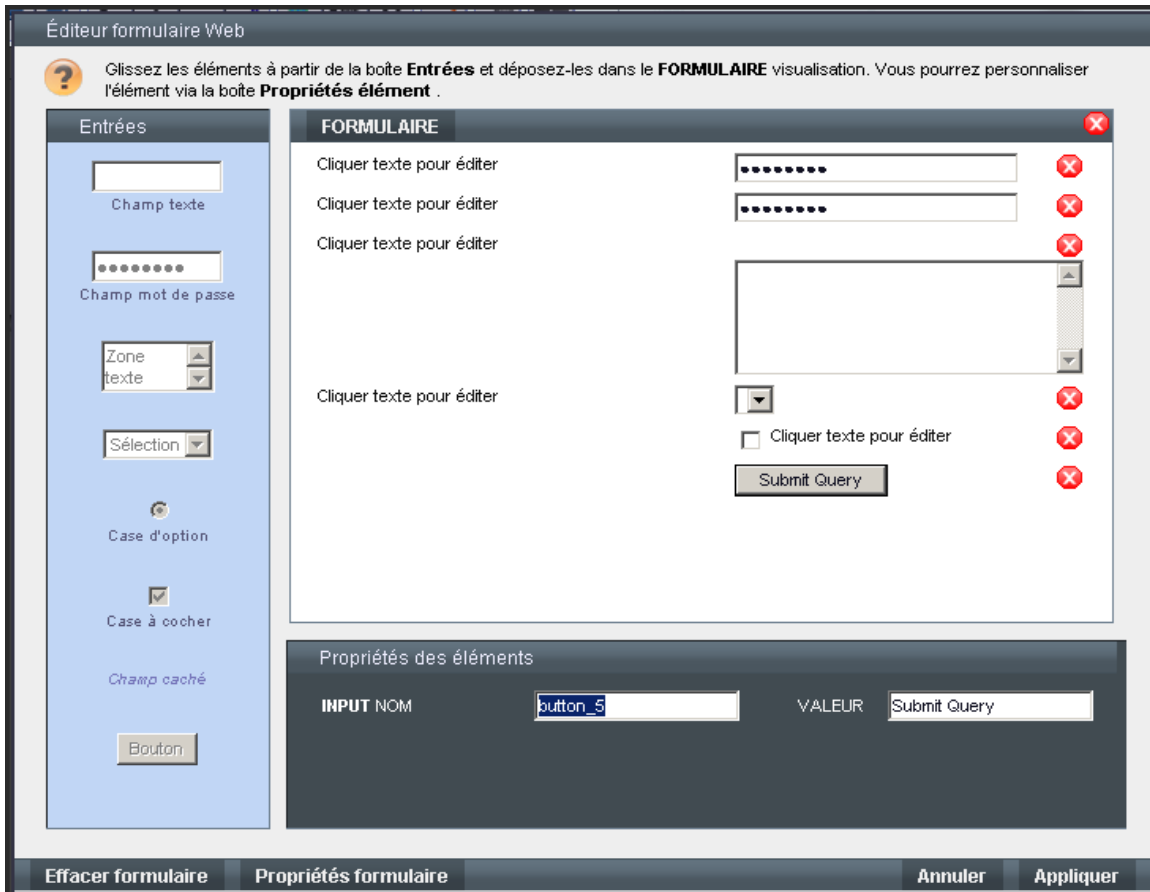 Éditeur formulaire Web
Glissez les éléments à partir de la boîte Entrées et déposez-les dans le FORMULAIRE visualisation. Vous pourrez personnaliser
l'élément via la boîte Propriétés élément .
Entrées
Champ texte
••••••••
Champ mot de passe
Zone
texte
Sélection
Case d'option
Case à cocher
Champ caché
Bouton
FORMULAIRE
Cliquer texte pour éditer
••••••••
Cliquer texte pour éditer
••••••••
Cliquer texte pour éditer
Cliquer texte pour éditer
Cliquer texte pour éditer
Submit Query
Propriétés des éléments
INPUT NOM button_5 VALEUR Submit Query
Effacer formulaire Propriétés formulaire Annuler Appliquer